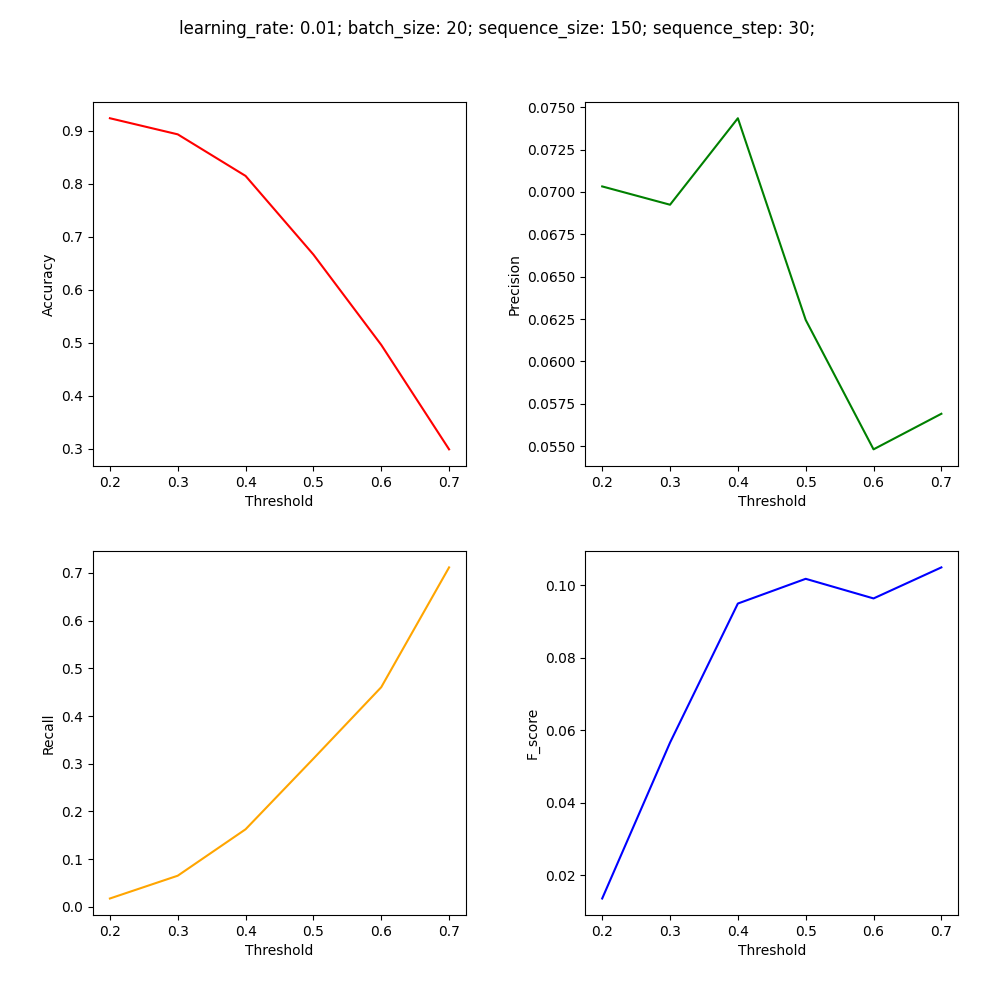 learning_rate: 0.01; batch_size: 20; sequence_size: 150; sequence_step: 30;
Accuracy
0.9
0.8
0.7
0.6
0.5
0.4
0.3
0.2 0.3 0.4 0.5 0.6 0.7
Threshold
Precision
0.0750
0.0725
0.0700
0.0675
0.0650
0.0625
0.0600
0.0575
0.0550
0.2 0.3 0.4 0.5 0.6 0.7
Threshold
Recall
0.7
0.6
0.5
0.4
0.3
0.2
0.1
0.0
0.2 0.3 0.4 0.5 0.6 0.7
Threshold
F_score
0.10
0.08
0.06
0.04
0.02
0.2 0.3 0.4 0.5 0.6 0.7
Threshold